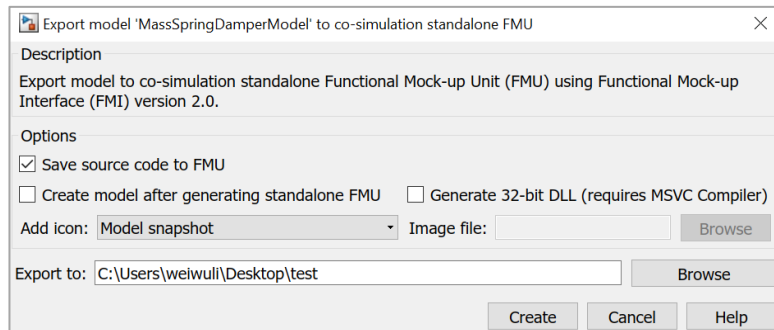 Export model 'MassSpringDamperModel' to co-simulation standalone FMU
Description
Export model to co-simulation standalone Functional Mock-up Unit (FMU) using Functional Mock-up
Interface (FMI) version 2.0.
Options
Save source code to FMU
Create model after generating standalone FMU Generate 32-bit DLL (requires MSVC Compiler)
Add icon: Model snapshot Image file: Browse
Export to: C:\Users\weiwuli\Desktop\test Browse
Create Cancel Help